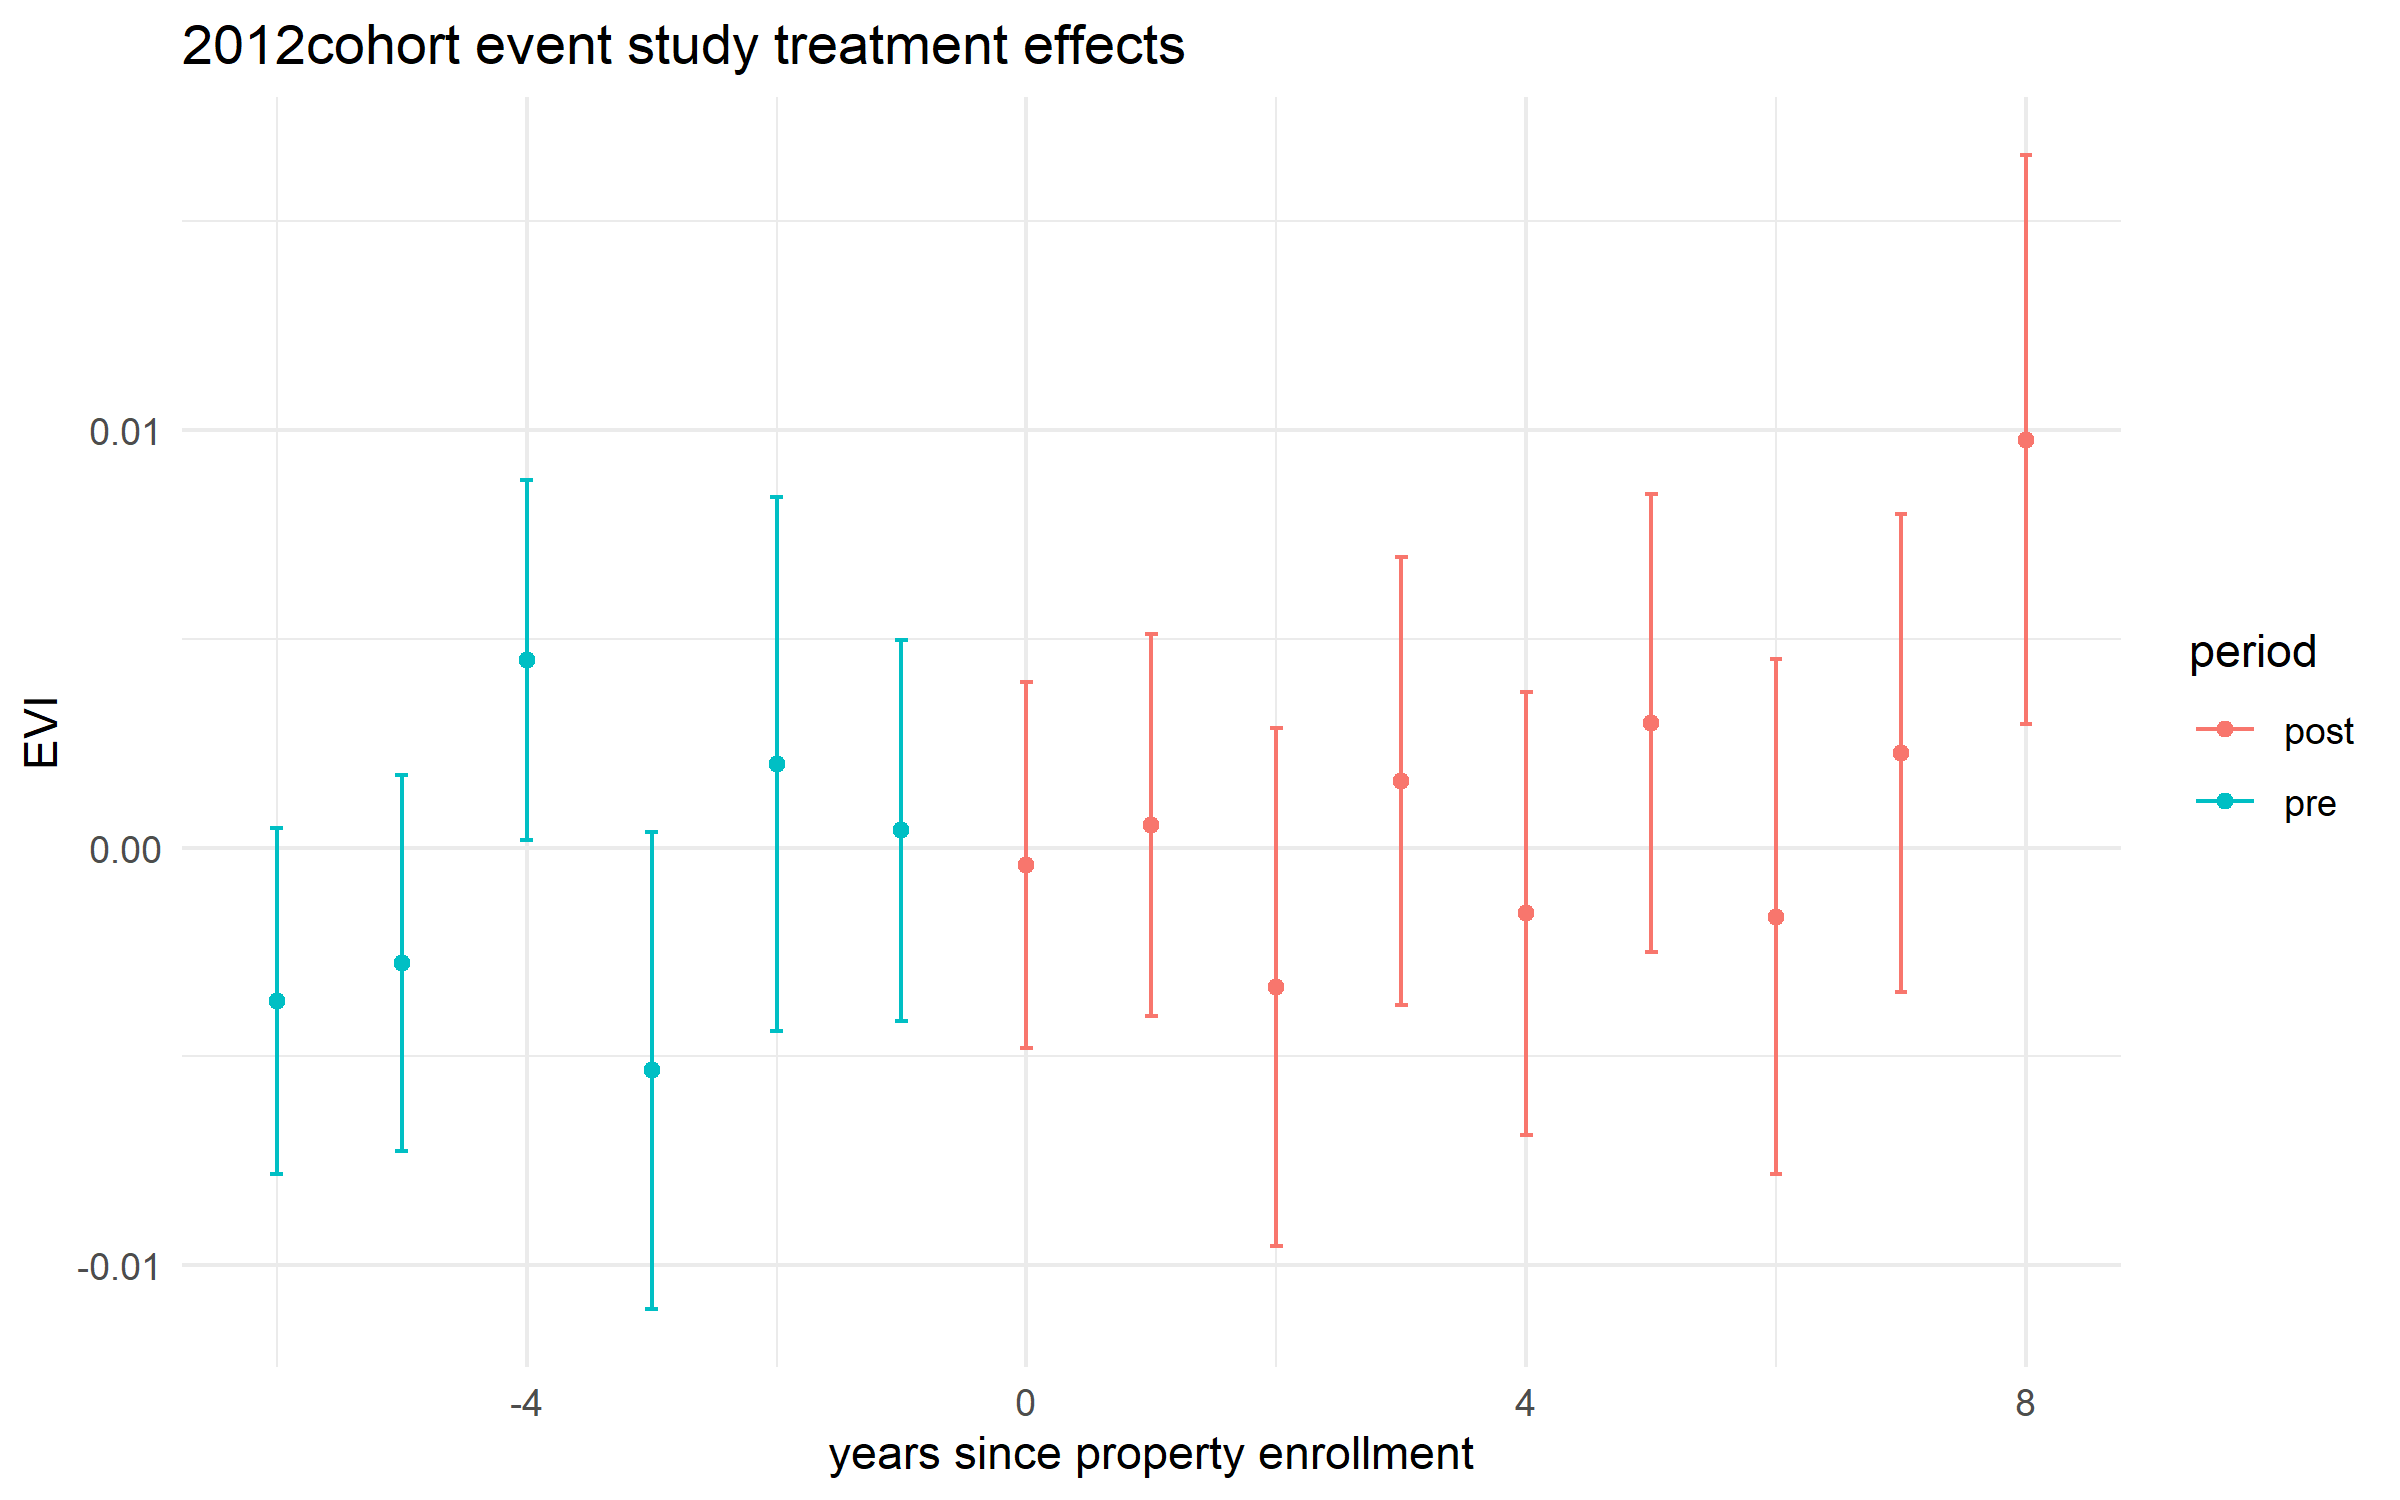 2012cohort event study treatment effects
EVI
0.01
0.00
-0.01
-4
0
4
8
years since property enrollment
period
post
pre